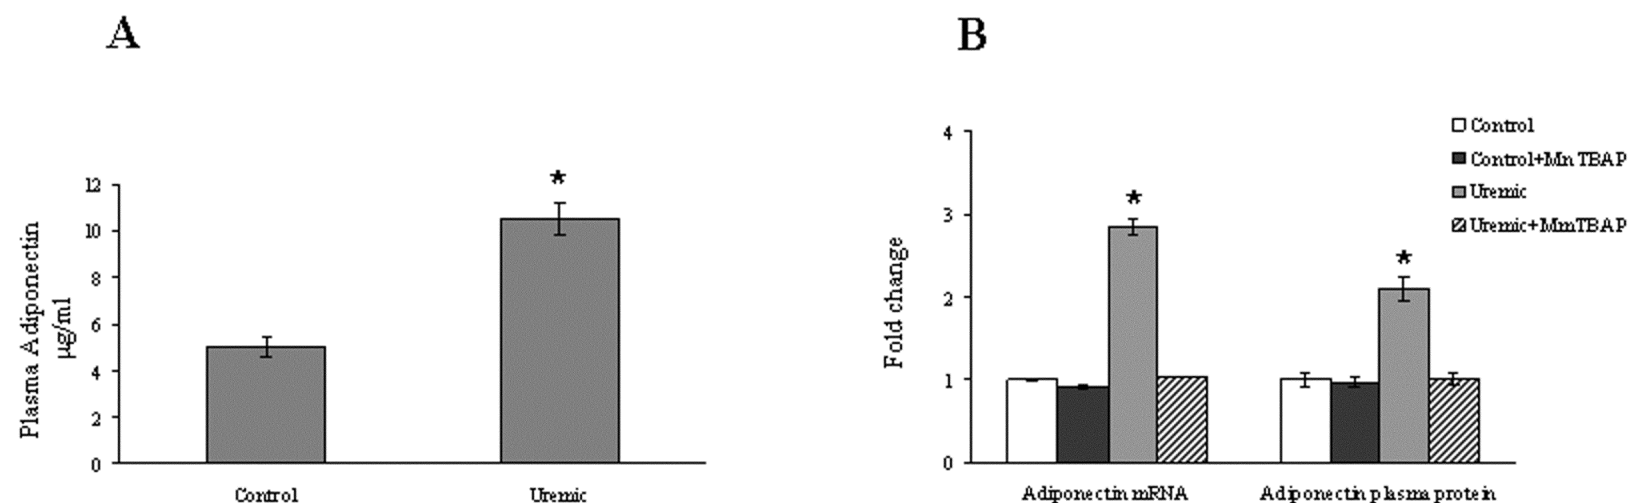 A
B
Plasma Adiponectin
µg/ml
12
10
8
6
4
2
0
*
Control
Uremic
Fold change
4
3
2
1
0
*
*
Adiponectin mRNA
Adiponectin plasma protein
Control
Control+Mn TBAP
Uremic
Uremic+MmTBAP